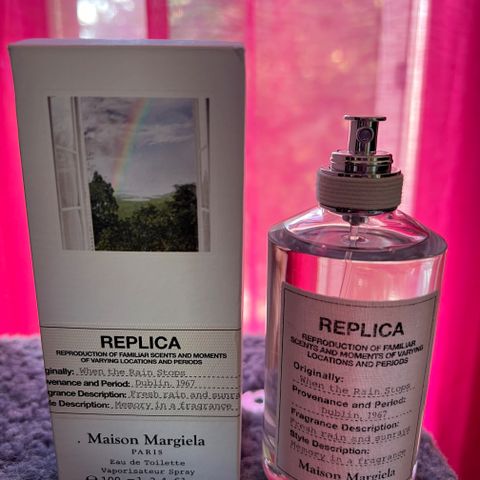 REPLICA
REPRODUCTION OF FAMILIAR SCENTS AND MOMENTS
OF VARYING LOCATIONS AND PERIODS
Originally: When the Rain Stops
Provenance and Period: Dublin, 1967
Fragrance Description: Fresh rain and sunra
Style Description: Memory in a fragrance
Maison Margiela
PARIS
Eau de Toilette
Vaporisateur Spray
REPLICA
REPRODUCTION OF FAMILIAR
SCENTS AND MOMENTS OF VARYING
LOCATIONS AND PERIODS
Originally:
When the Rain Stops
Provenance and Period:
Dublin, 1967
Fragrance Description:
Fresh rain and sunrays
Style Description:
Memory in a fragrance
Maison Margiela